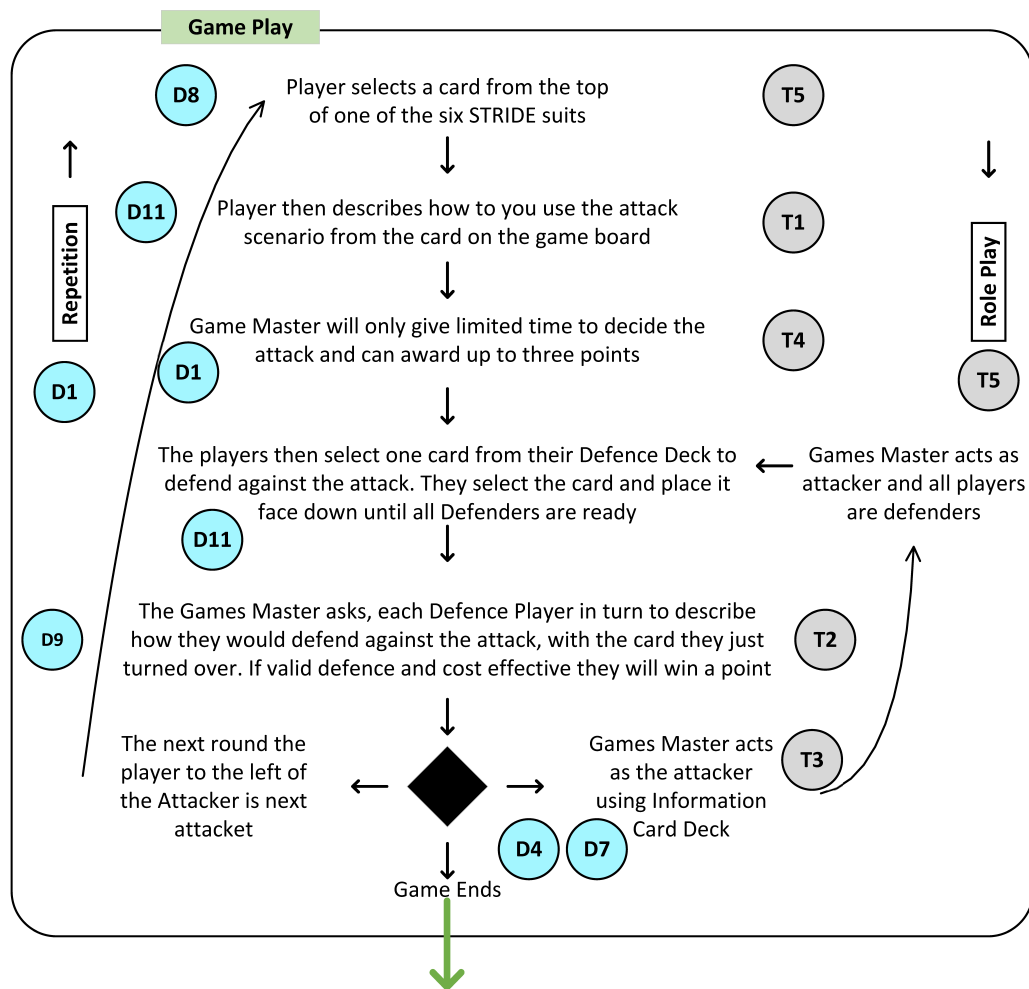 Game Play
D8
Player selects a card from the top
of one of the six STRIDE suits
T5
D11
Player then describes how to you use the attack
scenario from the card on the game board
T1
Repetition
Role Play
Game Master will only give limited time to decide the
attack and can award up to three points
T4
D1
D1
T5
The players then select one card from their Defence Deck to
defend against the attack. They select the card and place it
face down until all Defenders are ready
Games Master acts as
attacker and all players
are defenders
D11
D9
The Games Master asks, each Defence Player in turn to describe
how they would defend against the attack, with the card they just
turned over. If valid defence and cost effective they will win a point
T2
The next round the
player to the left of
the Attacker is next
attacket
Games Master acts
as the attacker
using Information
Card Deck
T3
D4
D7
Game Ends